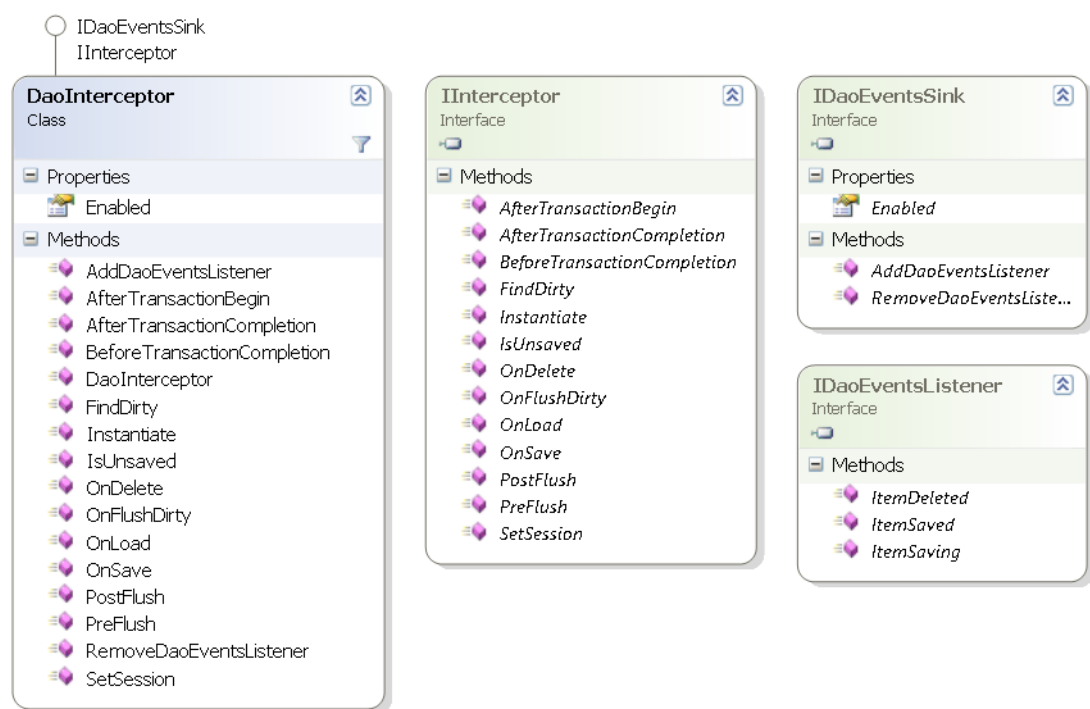 IDaoEventsSink
IInterceptor
DaoInterceptor
Class
Properties
Enabled
Methods
AddDaoEventsListener
AfterTransactionBegin
AfterTransactionCompletion
BeforeTransactionCompletion
DaoInterceptor
FindDirty
Instantiate
IsUnsaved
OnDelete
OnFlushDirty
OnLoad
OnSave
PostFlush
PreFlush
RemoveDaoEventsListener
SetSession
IInterceptor
Interface
Methods
AfterTransactionBegin
AfterTransactionCompletion
BeforeTransactionCompletion
FindDirty
Instantiate
IsUnsaved
OnDelete
OnFlushDirty
OnLoad
OnSave
PostFlush
PreFlush
SetSession
IDaoEventsSink
Interface
Properties
Enabled
Methods
AddDaoEventsListener
RemoveDaoEventsListe...
IDaoEventsListener
Interface
Methods
ItemDeleted
ItemSaved
ItemSaving